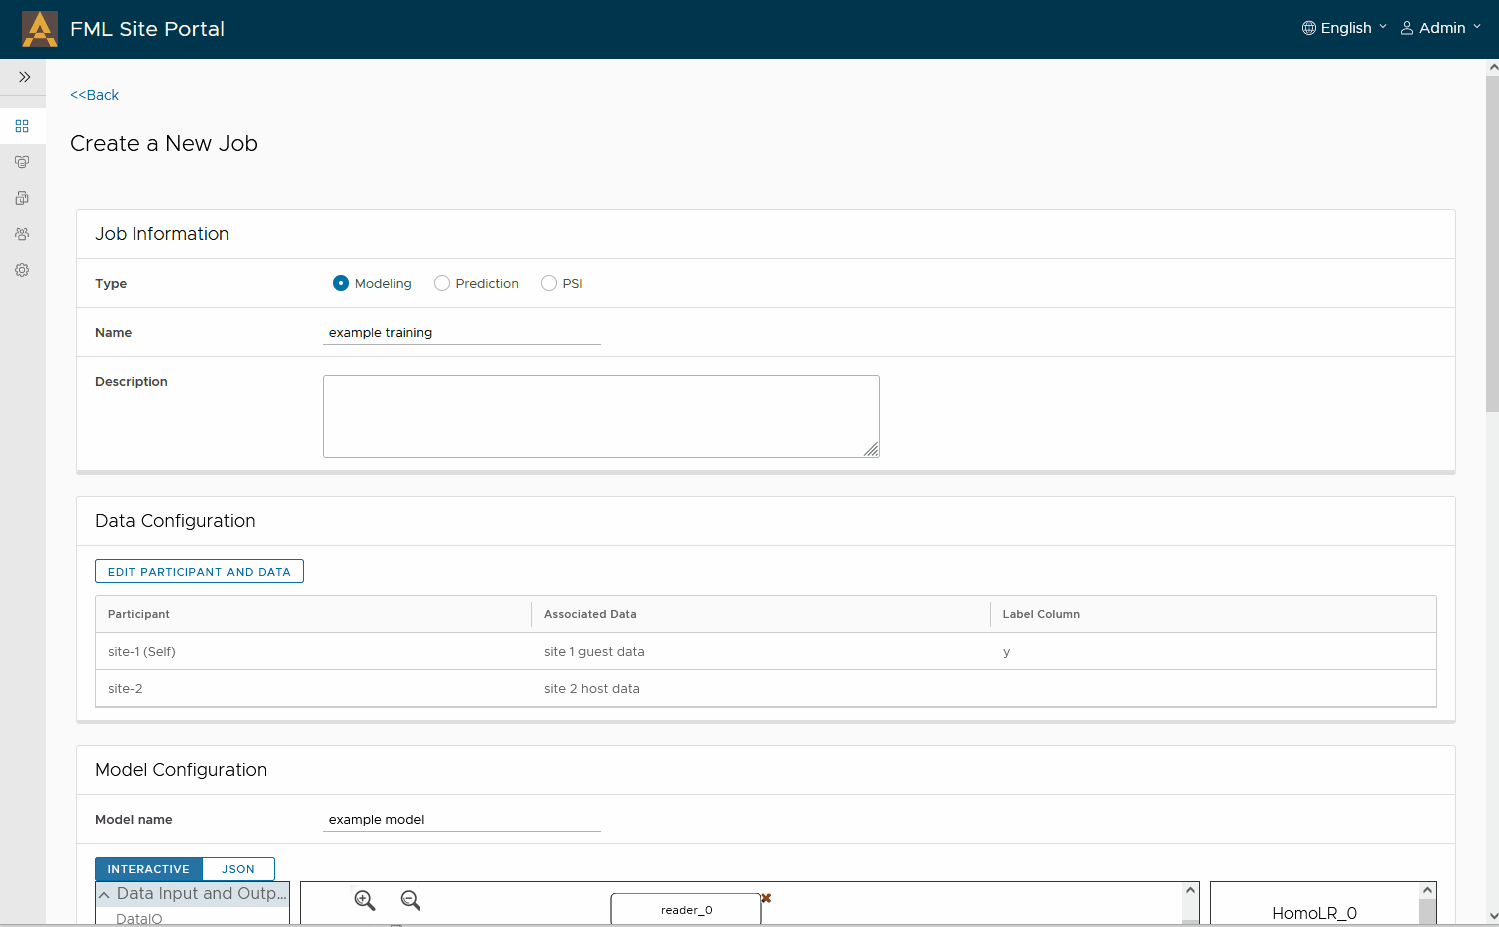 FML Site Portal
English
Admin
<<Back
Create a New Job
Job Information
Type
Modeling
Prediction
PSI
Name
example training
Description
Data Configuration
EDIT PARTICIPANT AND DATA
Participant
Associated Data
Label Column
site-1 (Self)
site 1 guest data
y
site-2
site 2 host data
Model Configuration
Model name
example model
INTERACTIVE
JSON
Data Input and Outp...
DataIO
reader_0
HomoLR_0